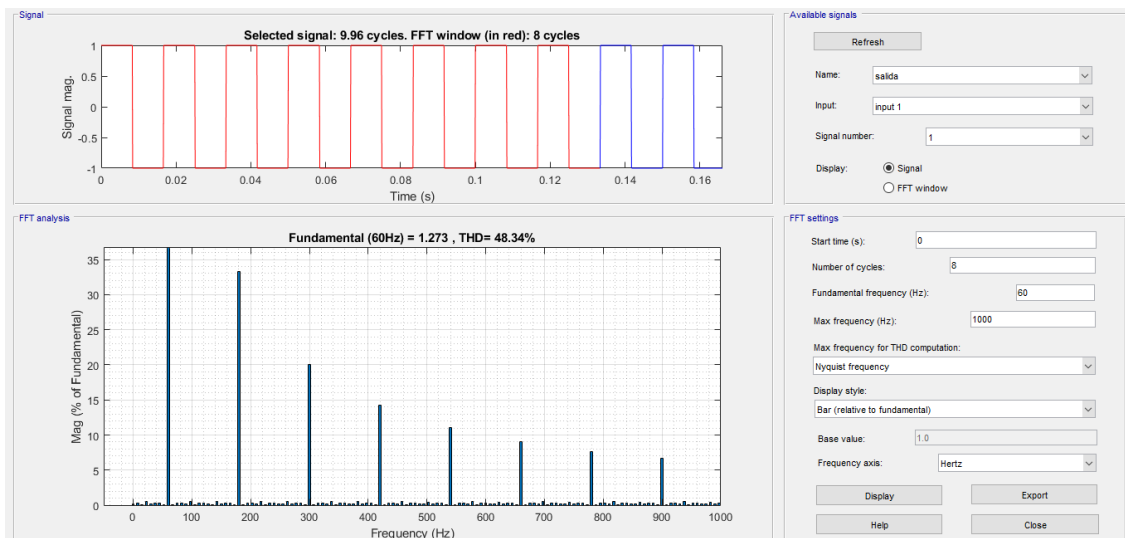 Signal
Selected signal: 9.96 cycles. FFT window (in red): 8 cycles
Signal mag.
1
0.5
0
-0.5
-1
0 0.02 0.04 0.06 0.08 0.1 0.12 0.14 0.16
Time (s)
FFT analysis
Fundamental (60Hz) = 1.273 , THD= 48.34%
Mag (% of Fundamental)
35
30
25
20
15
10
5
0
0 100 200 300 400 500 600 700 800 900 1000
Frequency (Hz)
Available signals
Refresh
Name: salida
Input: input 1
Signal number: 1
Display: Signal
FFT window
FFT settings
Start time (s): 0
Number of cycles: 8
Fundamental frequency (Hz): 60
Max frequency (Hz): 1000
Max frequency for THD computation:
Nyquist frequency
Display style:
Bar (relative to fundamental)
Base value: 1.0
Frequency axis: Hertz
Display Export
Help Close